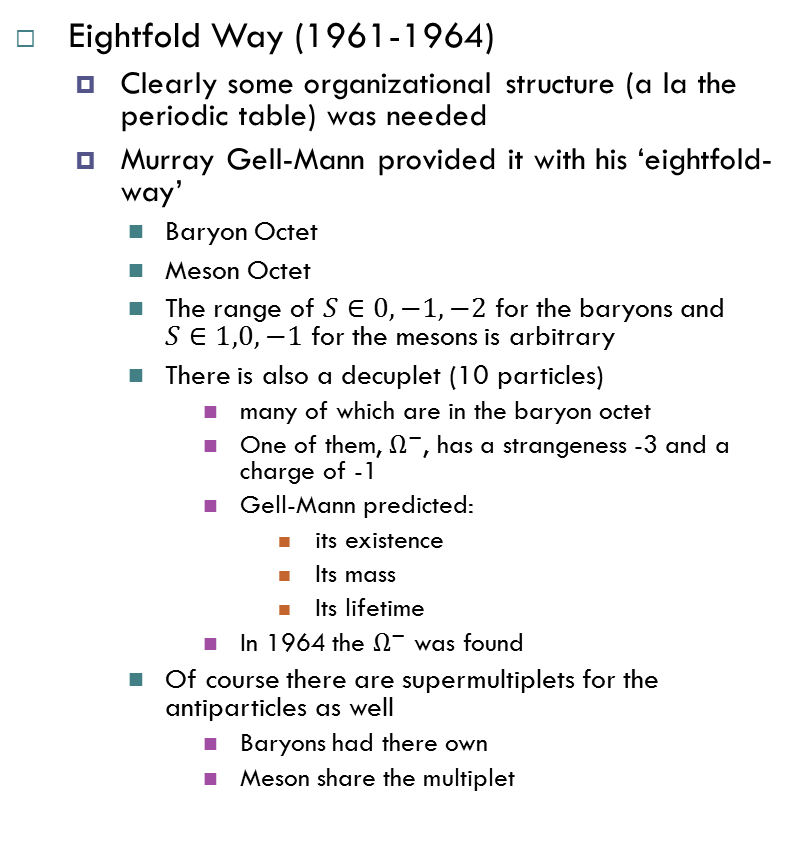 Eightfold Way (1961-1964)
Clearly some organizational structure (a la the
periodic table) was needed
Murray Gell-Mann provided it with his ‘eightfold-
way’
Baryon Octet
Meson Octet
The range of S ∈ 0, −1, −2 for the baryons and
S ∈ 1,0, −1 for the mesons is arbitrary
There is also a decuplet (10 particles)
many of which are in the baryon octet
One of them, Ω⁻, has a strangeness -3 and a
charge of -1
Gell-Mann predicted:
its existence
Its mass
Its lifetime
In 1964 the Ω⁻ was found
Of course there are supermultiplets for the
antiparticles as well
Baryons had there own
Meson share the multiplet